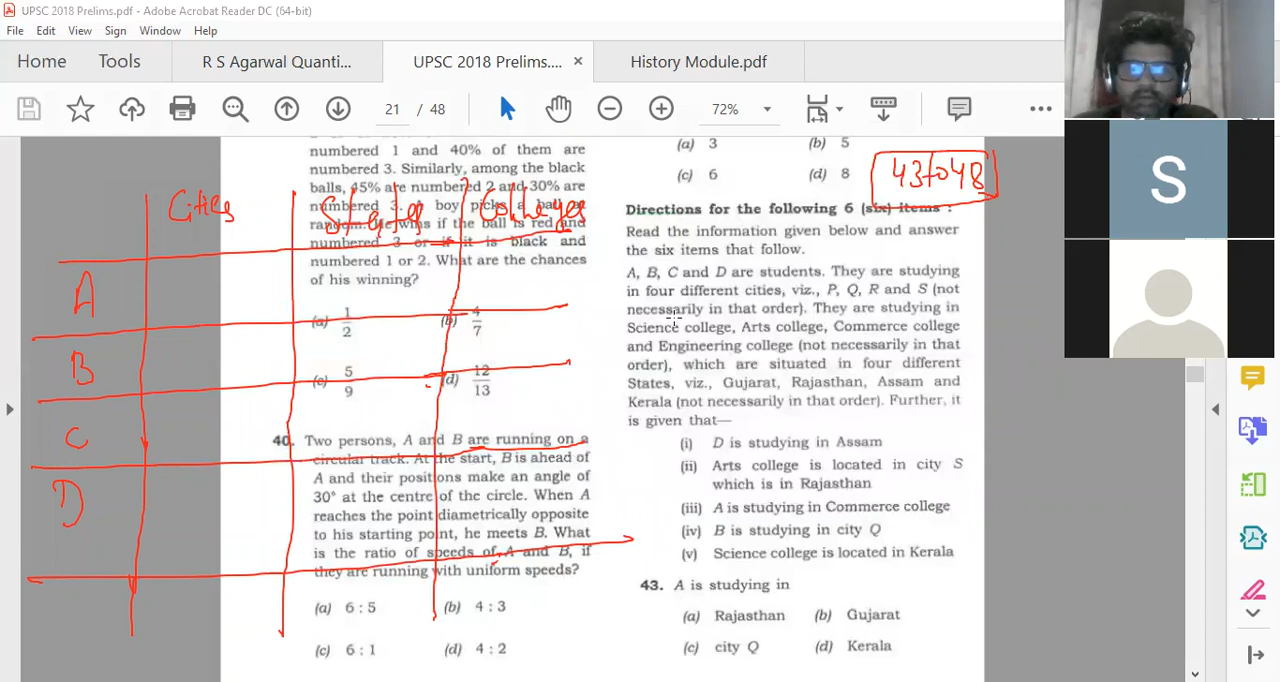 UPSC 2018 Prelims.pdf - Adobe Acrobat Reader DC (64-bit)
File Edit View Sign Window Help
Home Tools R S Agarwal Quanti... UPSC 2018 Prelims.... × History Module.pdf
21 / 48 72%
numbered 1 and 40% of them are
numbered 3. Similarly, among the black
balls, 45% are numbered 2 and 30% are
numbered 3. boy picks a ball
random. wins if the ball is red and
numbered 3 or if it is black and
numbered 1 or 2. What are the chances
of his winning?
(a) 1/2 (b) 4/7
(c) 5/9 (d) 12/13
40. Two persons, A and B are running on a
circular track. At the start, B is ahead of
A and their positions make an angle of
30° at the centre of the circle. When A
reaches the point diametrically opposite
to his starting point, he meets B. What
is the ratio of speeds of A and B, if
they are running with uniform speeds?
(a) 6 : 5 (b) 4 : 3
(c) 6 : 1 (d) 4 : 2
Cities States Colleges
A
B
C
D
(a) 3 (b) 5
(c) 6 (d) 8
43 to 48
Directions for the following 6 (six) items :
Read the information given below and answer
the six items that follow.
A, B, C and D are students. They are studying
in four different cities, viz., P, Q, R and S (not
necessarily in that order). They are studying in
Science college, Arts college, Commerce college
and Engineering college (not necessarily in that
order), which are situated in four different
States, viz., Gujarat, Rajasthan, Assam and
Kerala (not necessarily in that order). Further, it
is given that—
(i) D is studying in Assam
(ii) Arts college is located in city S
which is in Rajasthan
(iii) A is studying in Commerce college
(iv) B is studying in city Q
(v) Science college is located in Kerala
43. A is studying in
(a) Rajasthan (b) Gujarat
(c) city Q (d) Kerala
S